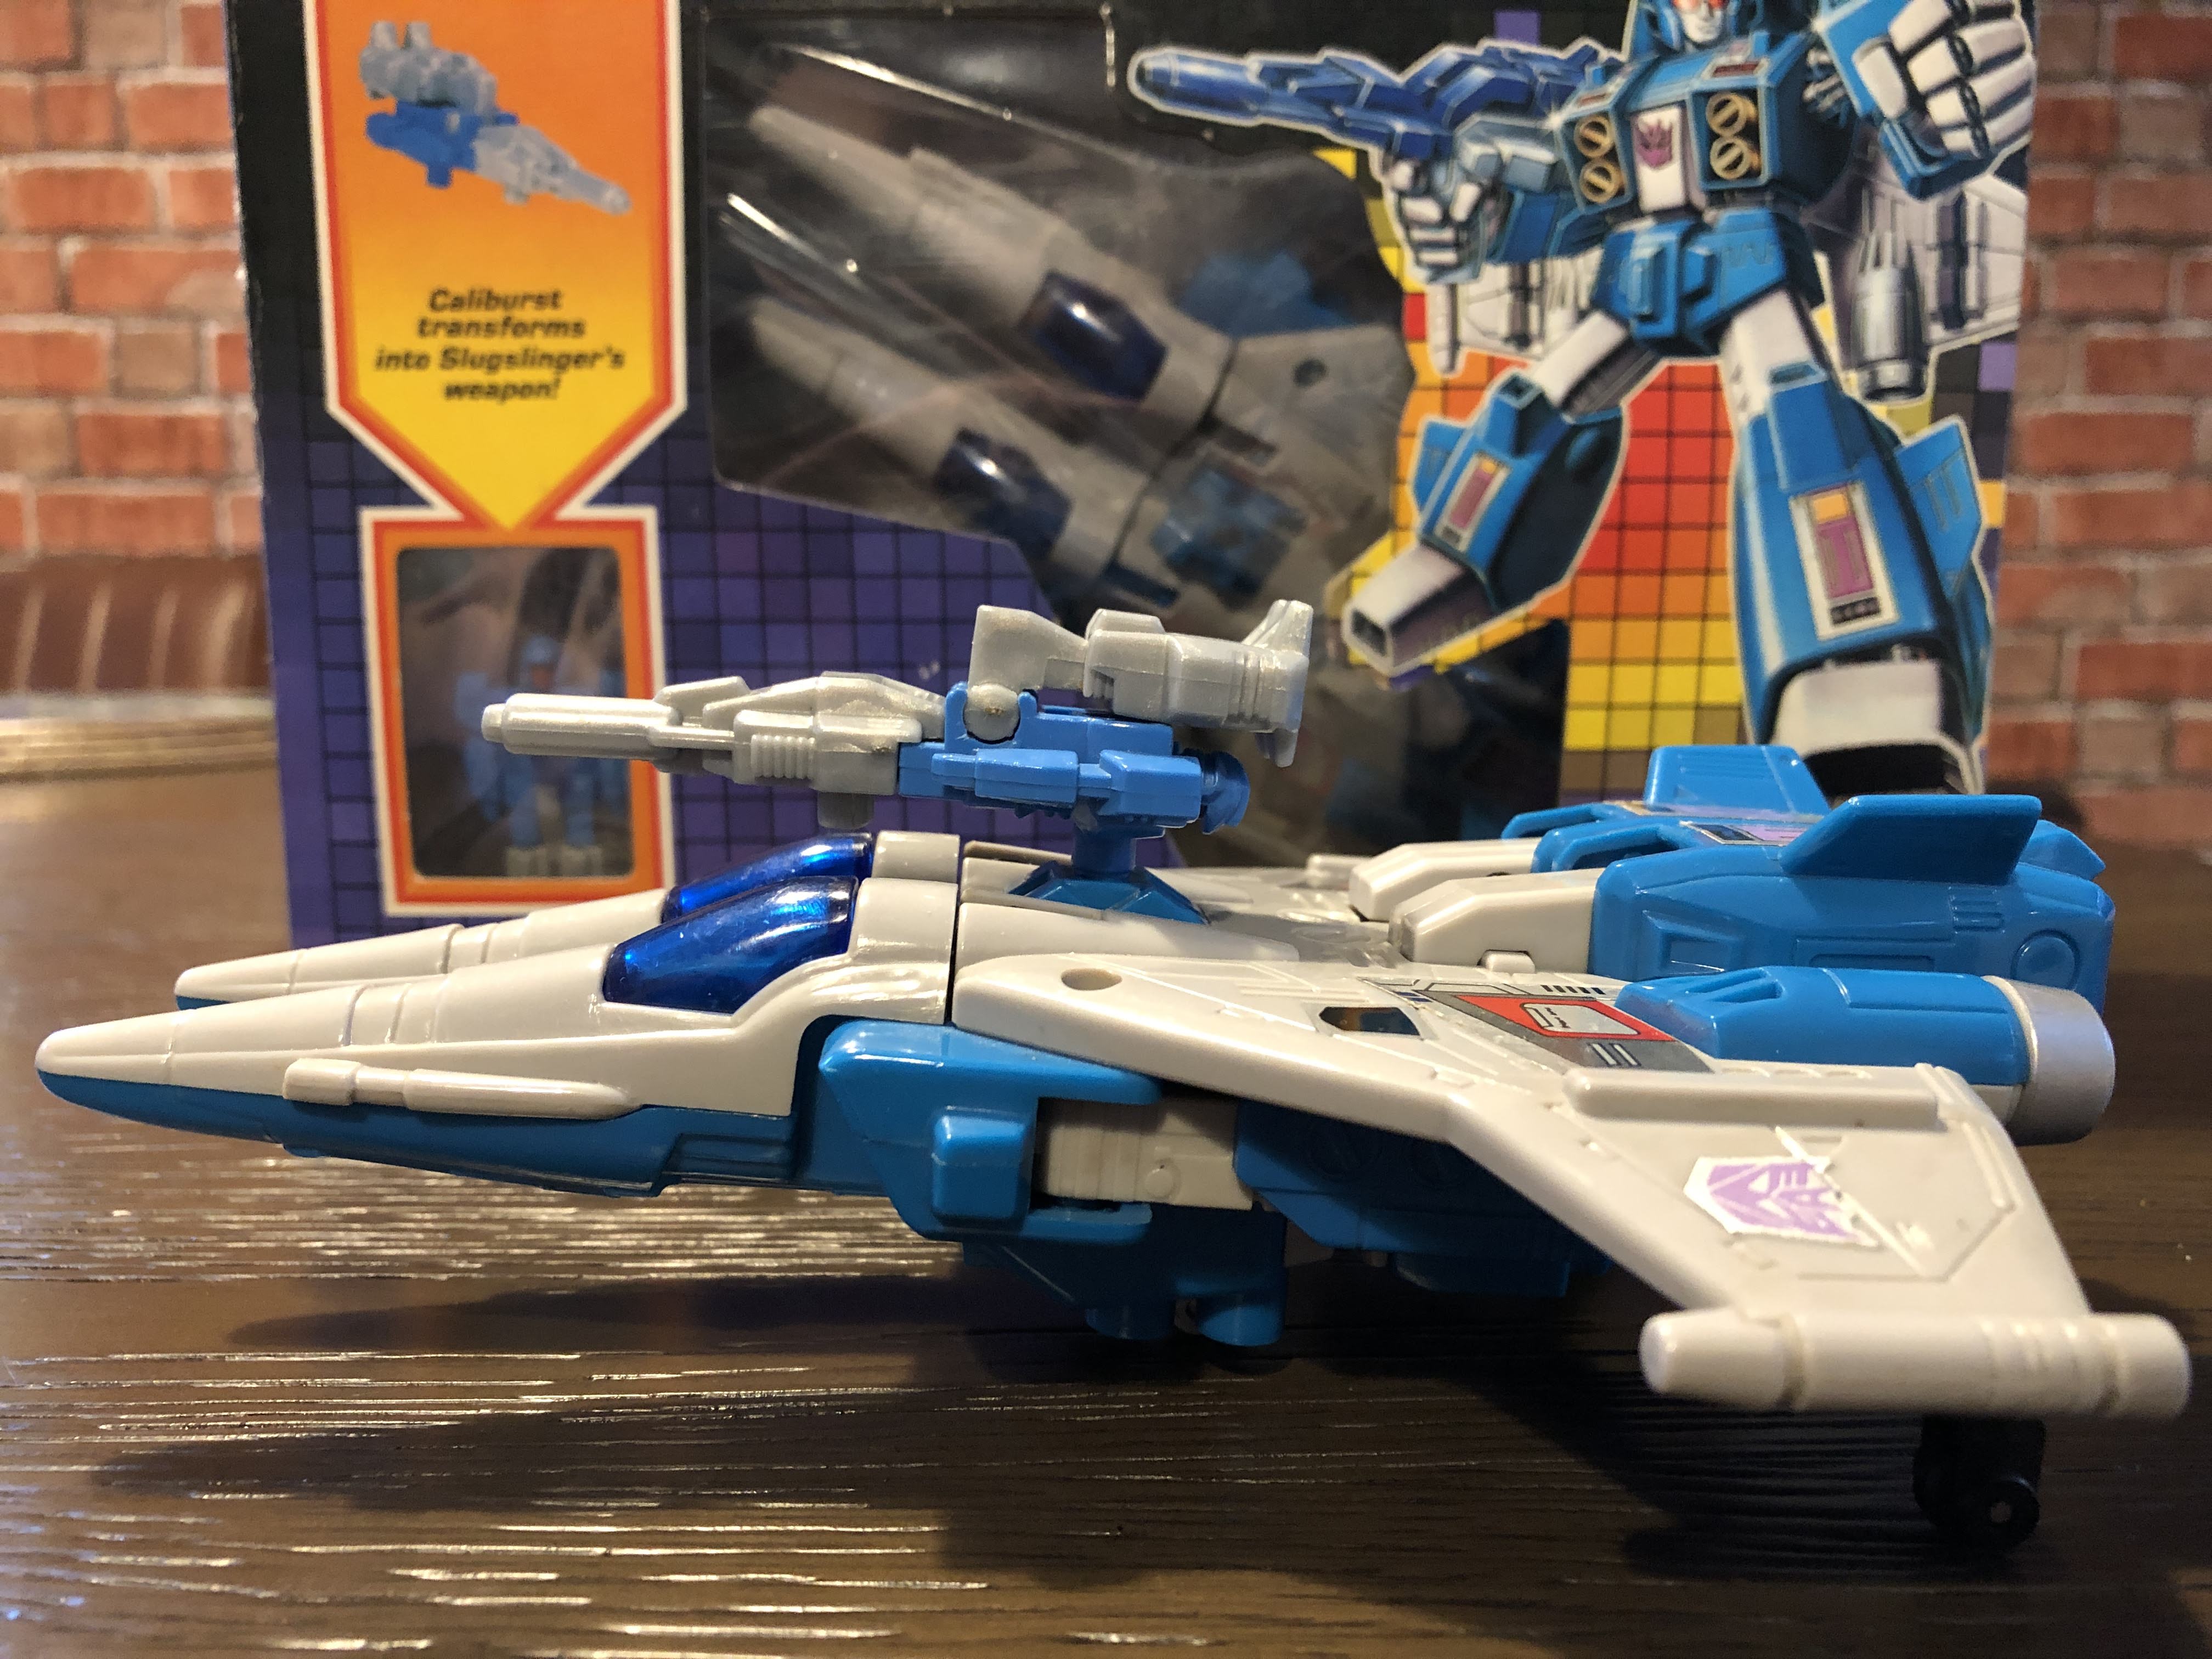 Caliburst
transforms
into Slugslinger's
weapon!